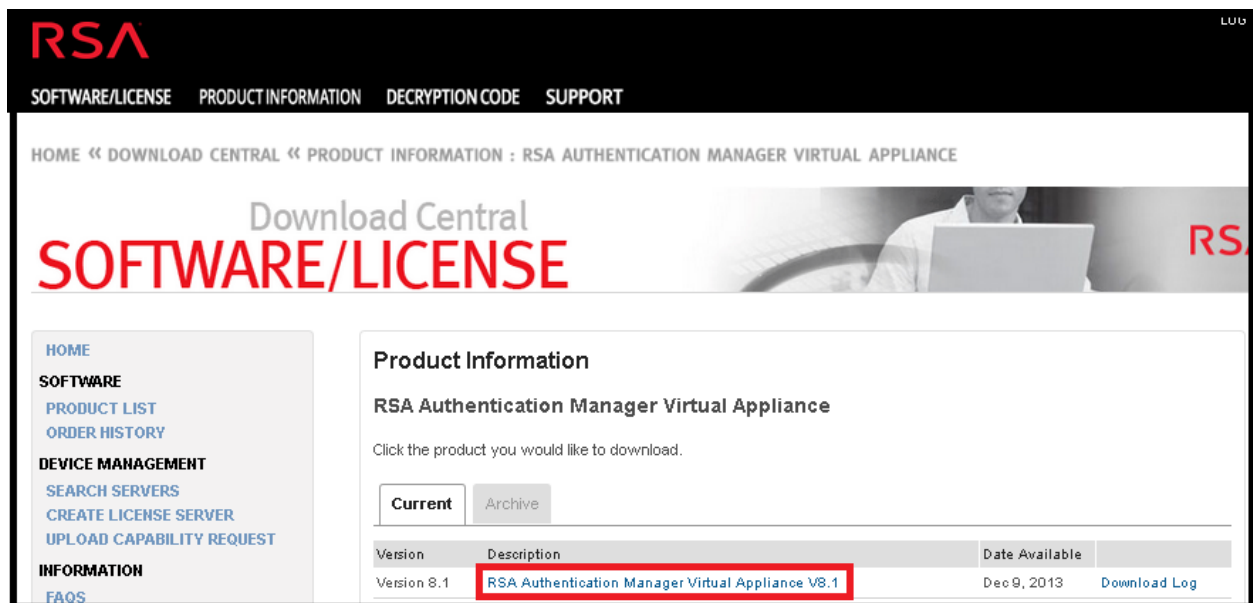 RSA
LOG
SOFTWARE/LICENSE PRODUCT INFORMATION DECRYPTION CODE SUPPORT
HOME « DOWNLOAD CENTRAL « PRODUCT INFORMATION : RSA AUTHENTICATION MANAGER VIRTUAL APPLIANCE
Download Central
SOFTWARE/LICENSE
RS
HOME
SOFTWARE
PRODUCT LIST
ORDER HISTORY
DEVICE MANAGEMENT
SEARCH SERVERS
CREATE LICENSE SERVER
UPLOAD CAPABILITY REQUEST
INFORMATION
FAQS
Product Information
RSA Authentication Manager Virtual Appliance
Click the product you would like to download.
Current Archive
Version Description Date Available
Version 8.1 RSA Authentication Manager Virtual Appliance V8.1 Dec 9, 2013 Download Log